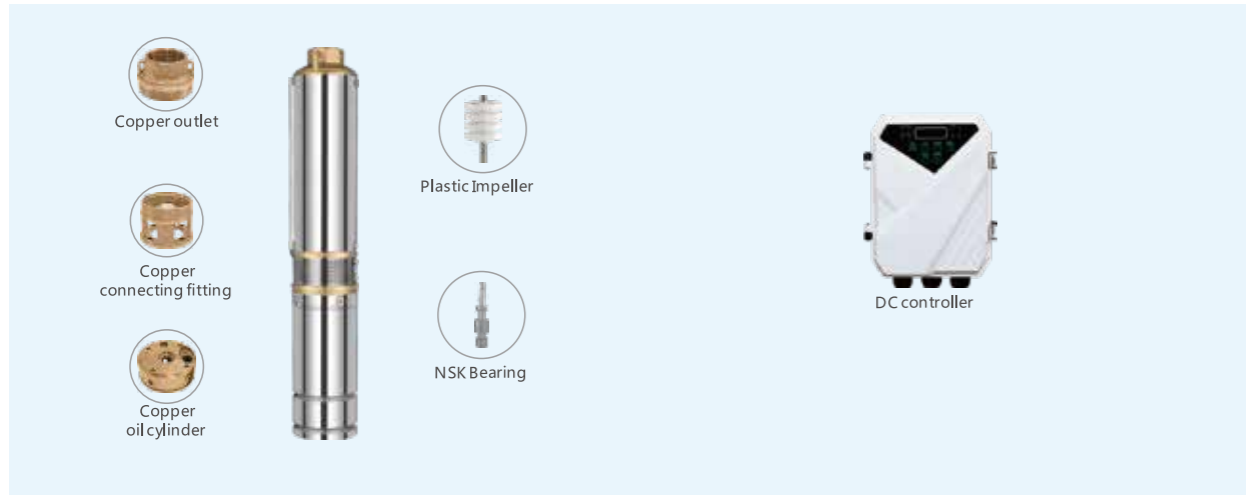 Copper outlet
Plastic Impeller
Copper
connecting fitting
DC controller
NSK Bearing
Copper
oil cylinder